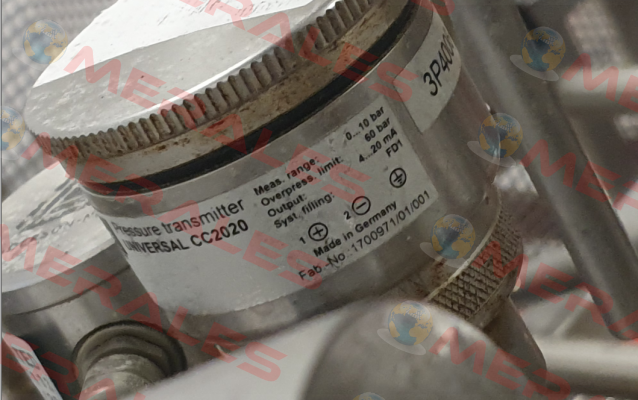 Pressure transmitter
UNIVERSAL CC2020
Meas. range: 0...10 bar
Overpress. limit: 60 bar
Output: 4...20 mA
Syst. filling: FD1
1 ⊕ 2 ⊖
Made in Germany
Fab.-No.:1700971/01/001
MERALES